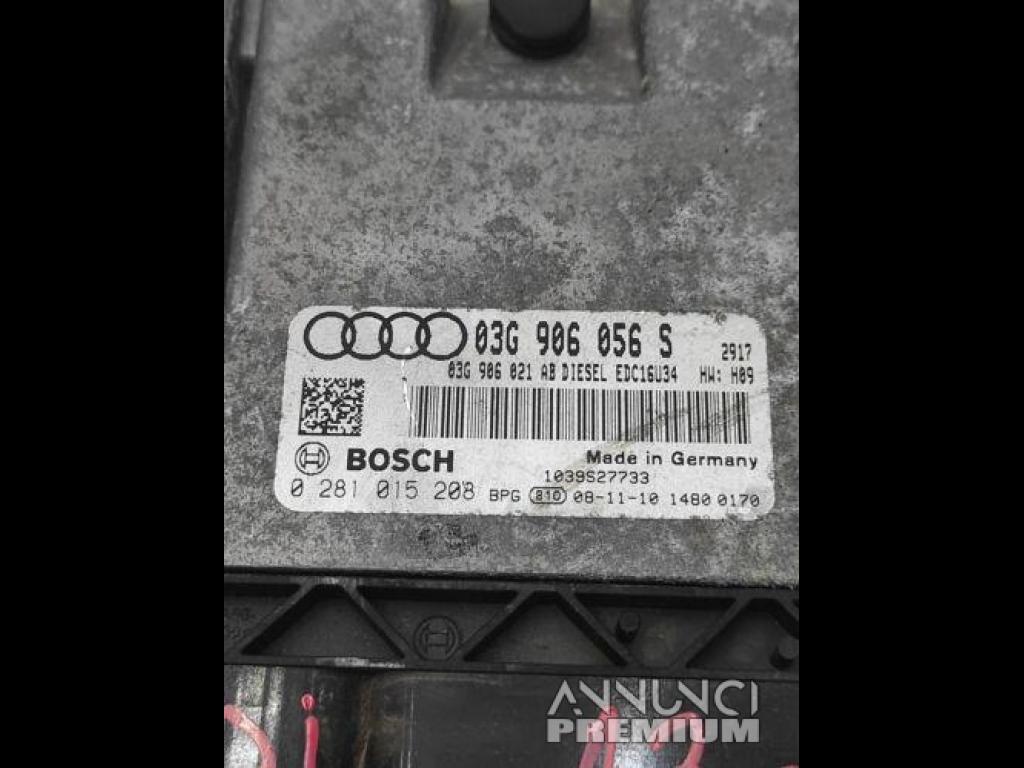 03G 906 056 S 2917
03G 906 021 AB DIESEL EDC16U34 HW: H09
BOSCH Made in Germany
1039S27733
0 281 015 208 BPG 810 08-11-10 1480 0170
ANNUNCI
PREMIUM